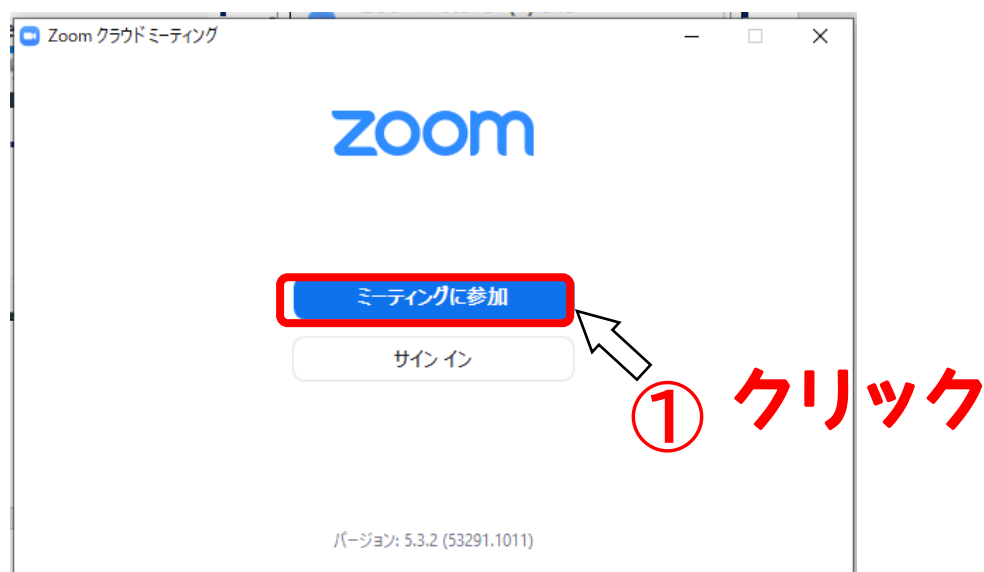 Zoom クラウド ミーティング
zoom
ミーティングに参加
サイン イン
① クリック
バージョン: 5.3.2 (53291.1011)